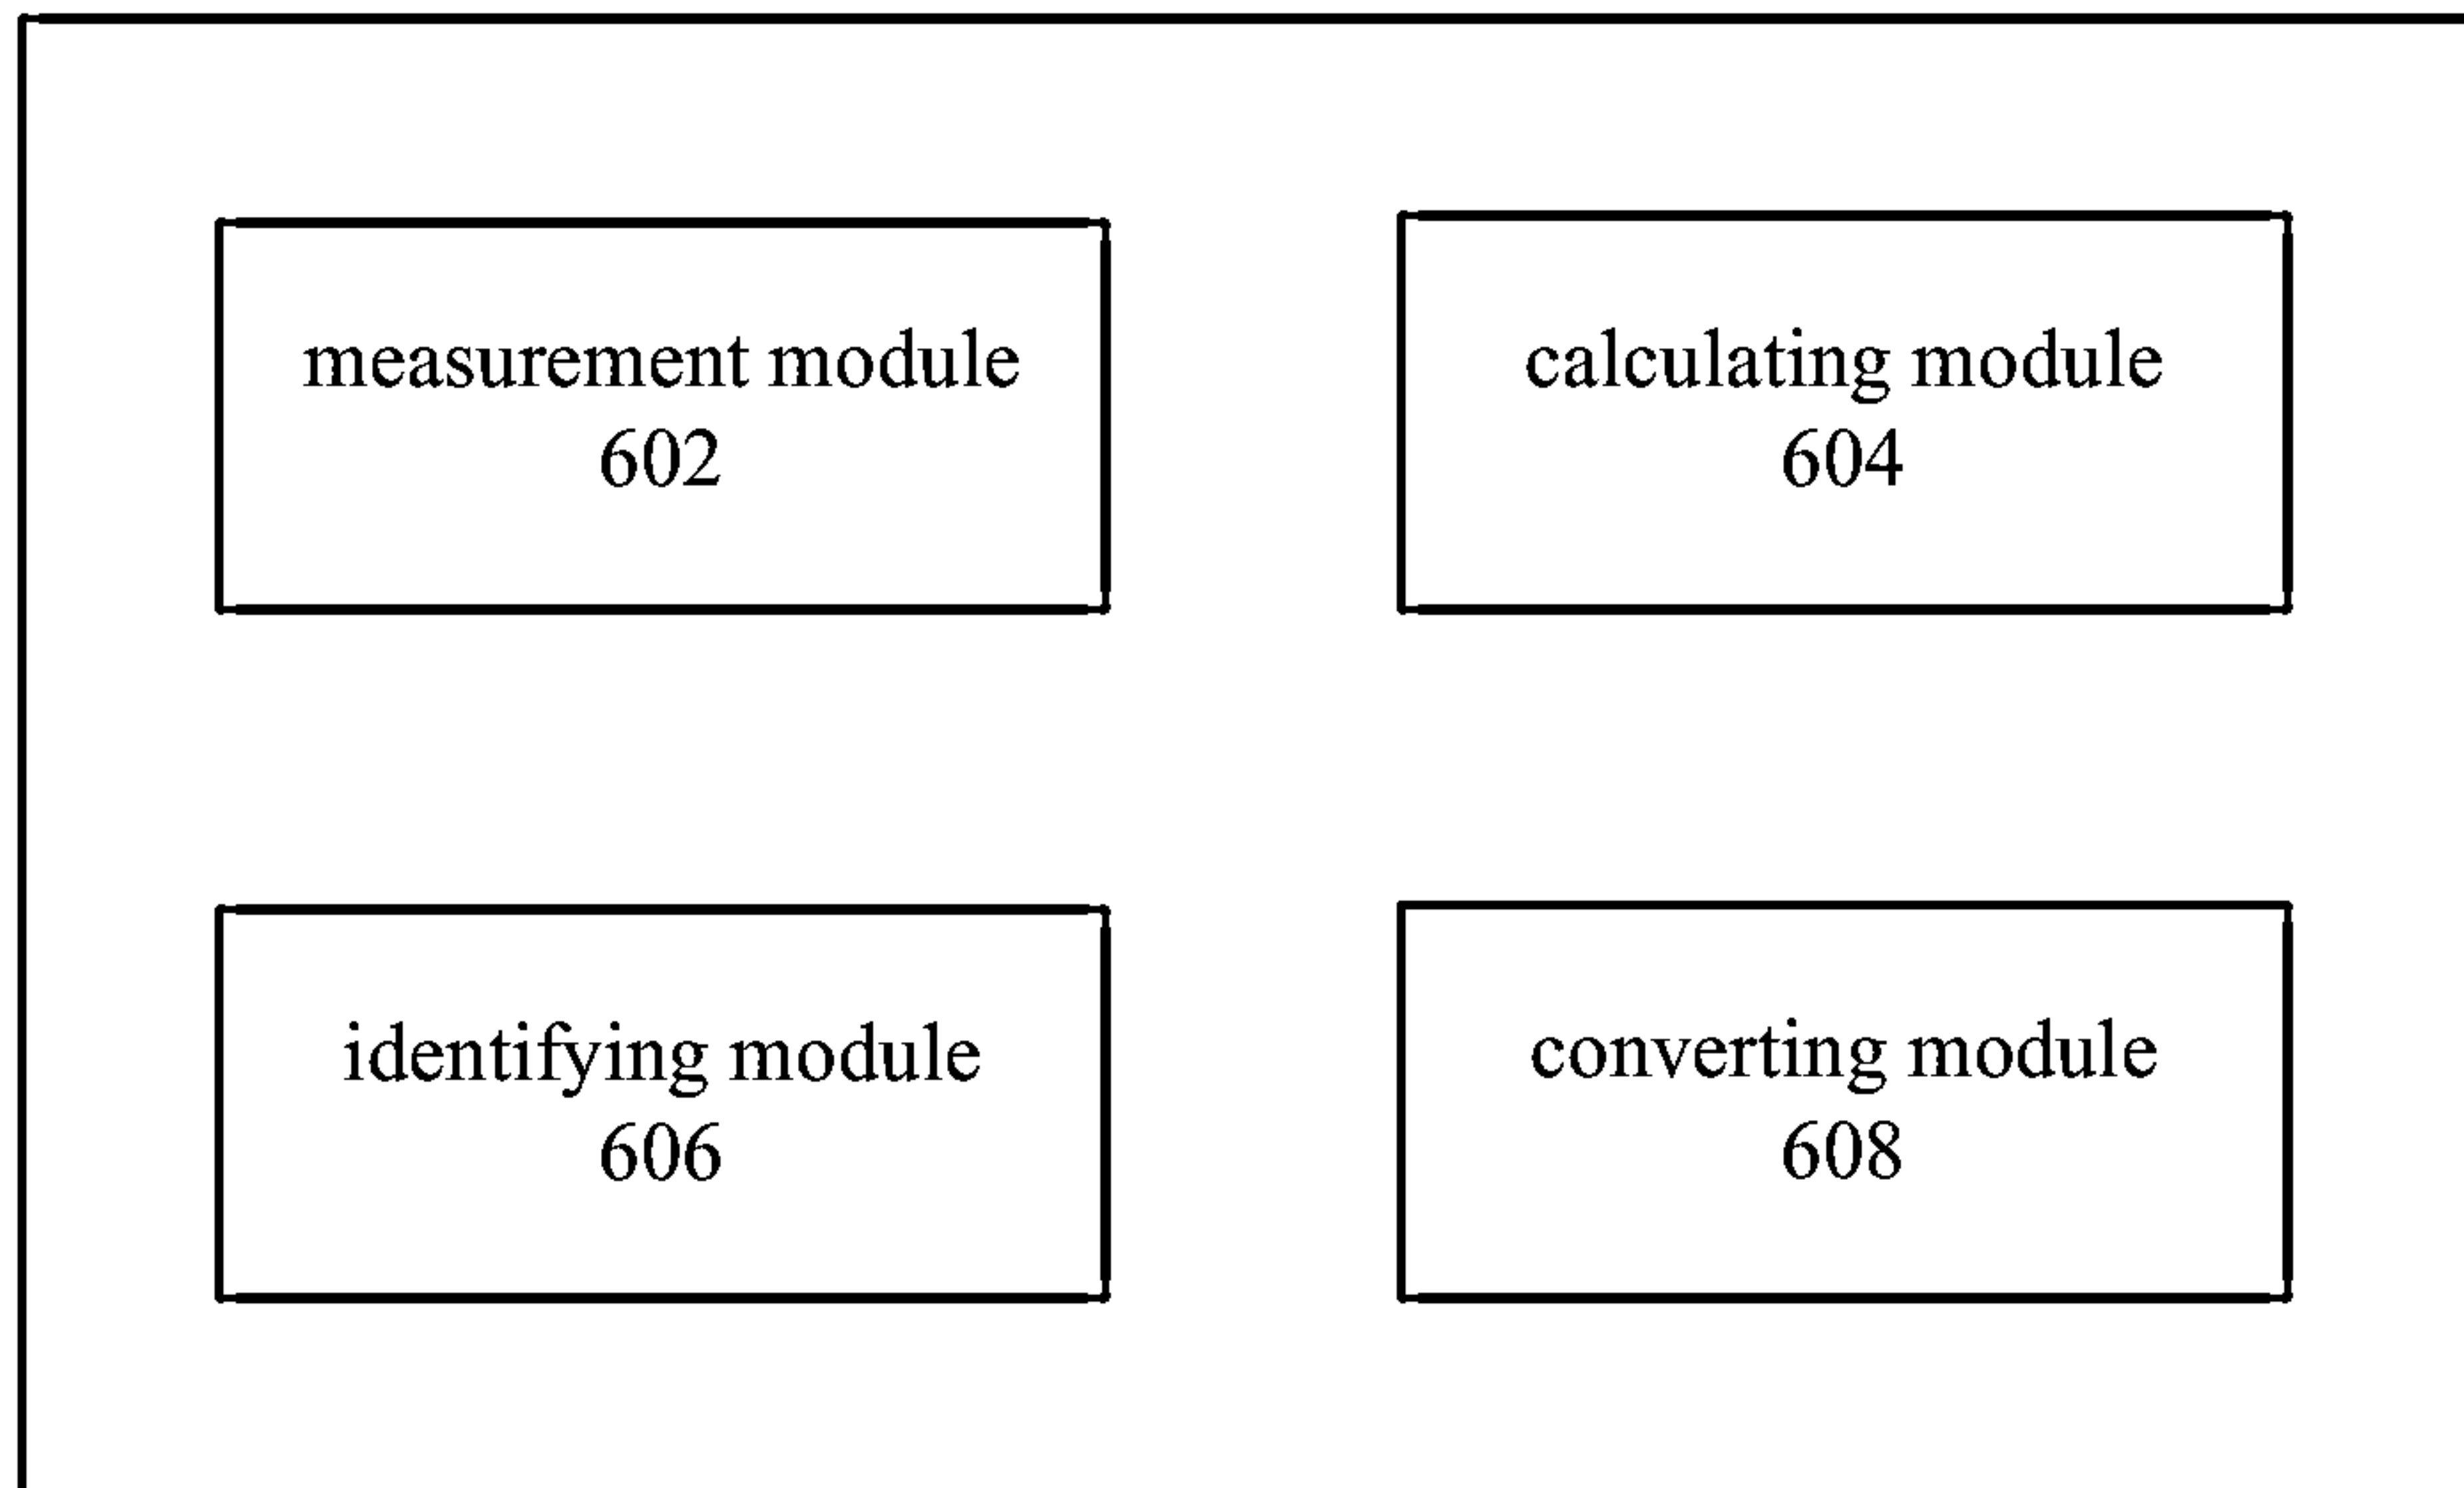 measurement module
602
calculating module
604
identifying module
606
converting module
608